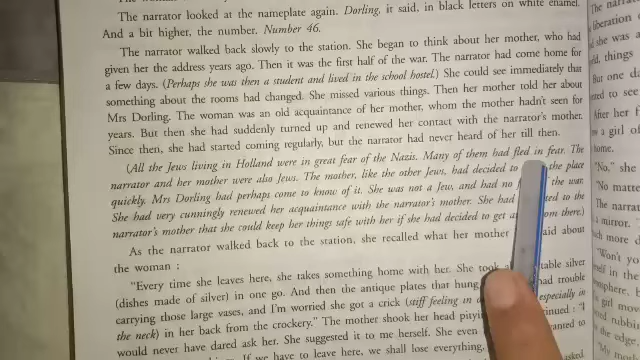 The narrator looked at the nameplate again. Dorling, it said, in black letters on white enamel.
And a bit higher, the number. Number 46.
The narrator walked back slowly to the station. She began to think about her mother, who had
given her the address years ago. Then it was the first half of the war. The narrator had come home for
a few days. (Perhaps she was then a student and lived in the school hostel.) She could see immediately that
something about the rooms had changed. She missed various things. Then her mother told her about
Mrs Dorling. The woman was an old acquaintance of her mother, whom the mother hadn't seen for
years. But then she had suddenly turned up and renewed her contact with the narrator's mother.
Since then, she had started coming regularly, but the narrator had never heard of her till then.
(All the Jews living in Holland were in great fear of the Nazis. Many of them had fled in fear. The
narrator and her mother were also Jews. The mother, like the other Jews, had decided to the place
quickly. Mrs Dorling had perhaps come to know of it. She was not a Jew, and had no the war.
She had very cunningly renewed her acquaintance with the narrator's mother. She had to the
narrator's mother that she could keep her things safe with her if she had decided to get there.)
As the narrator walked back to the station, she recalled what her mother about
the woman :
"Every time she leaves here, she takes something home with her. She took silver
(dishes made of silver) in one go. And then the antique plates that hung trouble
carrying those large vases, and I'm worried she got a crick (stiff feeling in especially in
the neck) in her back from the crockery." The mother shook her head continued : "I
would never have dared ask her. She suggested it to me herself. She even wanted to
If we have to leave here, we shall lose everything,
asked